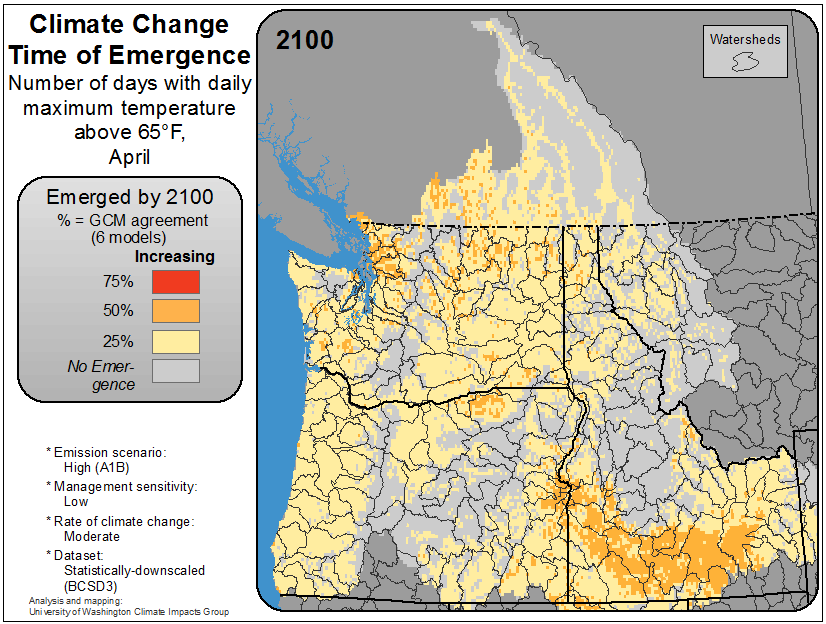 Climate Change
Time of Emergence
Number of days with daily
maximum temperature
above 65°F,
April
Emerged by 2100
% = GCM agreement
(6 models)
Increasing
75%
50%
25%
No Emer-
gence
* Emission scenario:
High (A1B)
* Management sensitivity:
Low
* Rate of climate change:
Moderate
* Dataset:
Statistically-downscaled
(BCSD3)
Analysis and mapping:
University of Washington Climate Impacts Group
2100
Watersheds